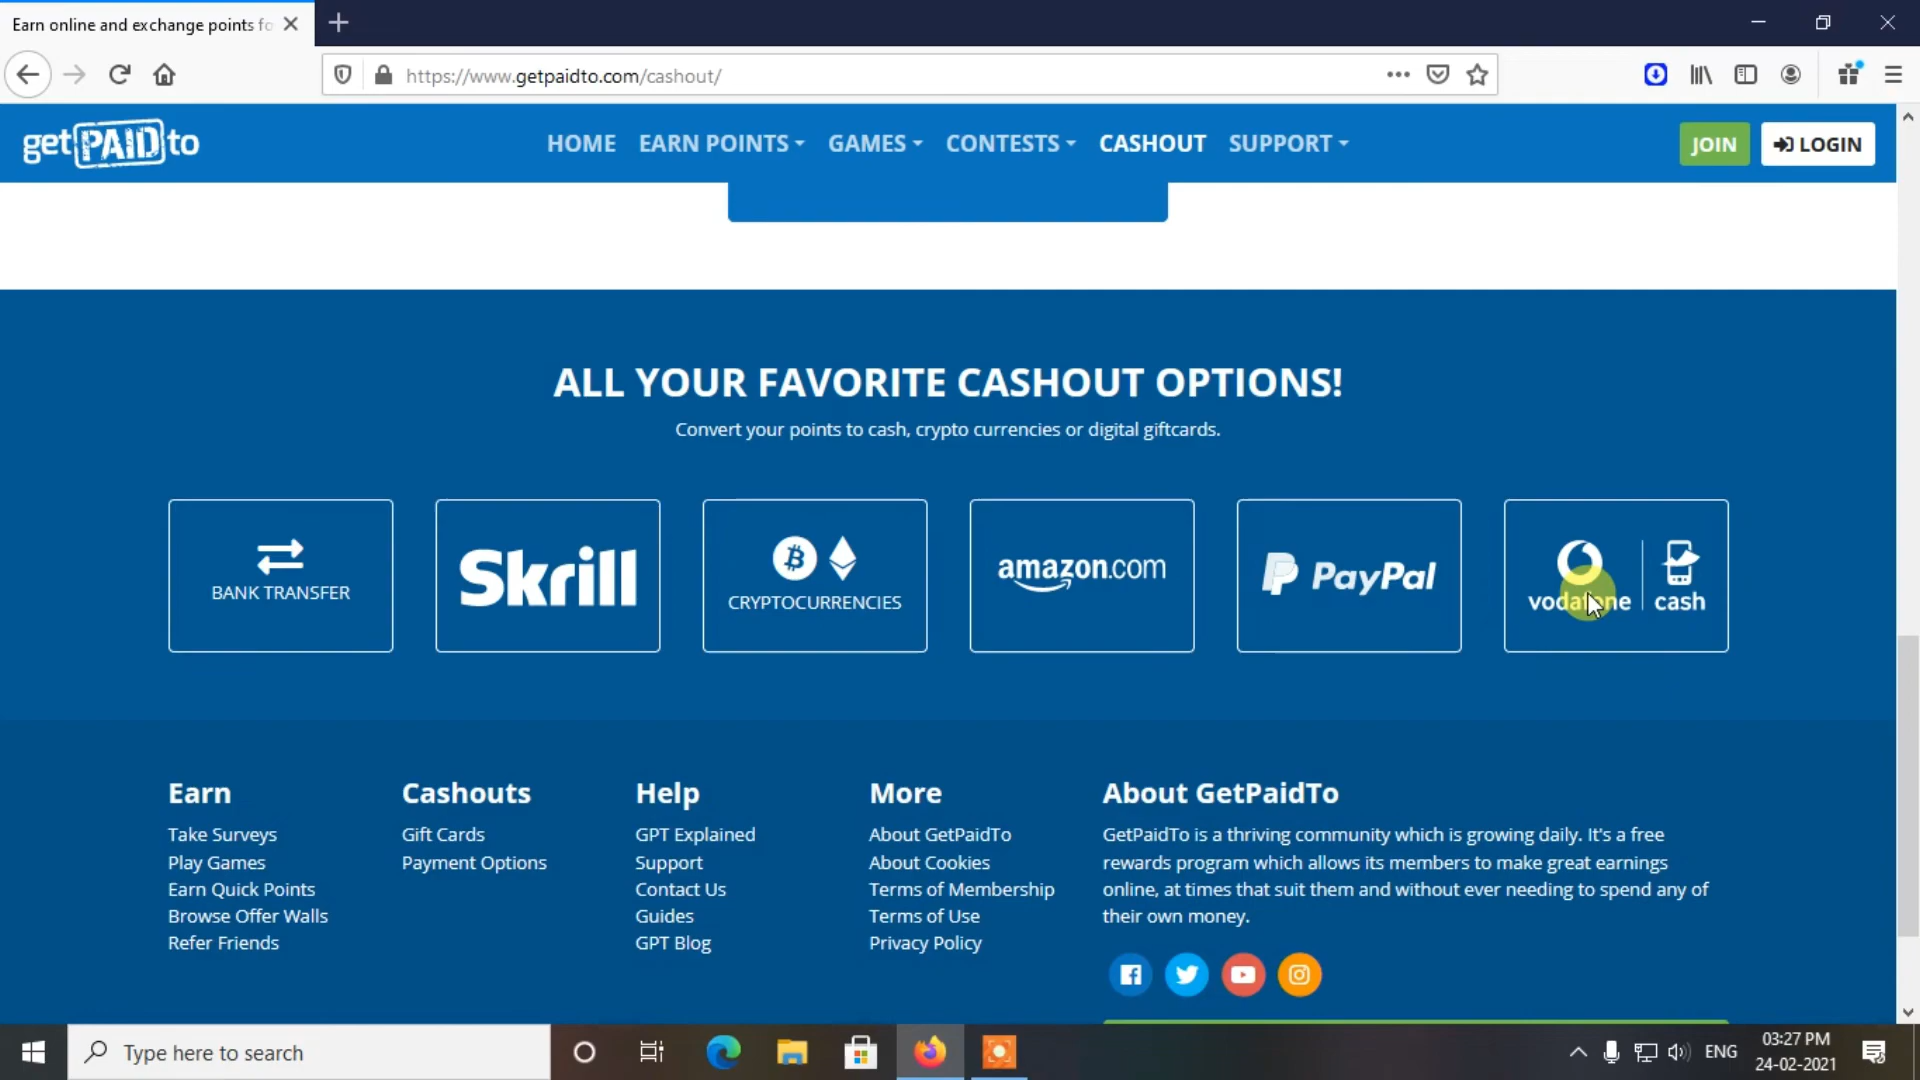 Earn online and exchange points fo
https://www.getpaidto.com/cashout/
getPAIDto
HOME EARN POINTS GAMES CONTESTS CASHOUT SUPPORT
JOIN LOGIN
ALL YOUR FAVORITE CASHOUT OPTIONS!
Convert your points to cash, crypto currencies or digital giftcards.
BANK TRANSFER
Skrill
CRYPTOCURRENCIES
amazon.com
PayPal
vodafone cash
Earn
Take Surveys
Play Games
Earn Quick Points
Browse Offer Walls
Refer Friends
Cashouts
Gift Cards
Payment Options
Help
GPT Explained
Support
Contact Us
Guides
GPT Blog
More
About GetPaidTo
About Cookies
Terms of Membership
Terms of Use
Privacy Policy
About GetPaidTo
GetPaidTo is a thriving community which is growing daily. It's a free
rewards program which allows its members to make great earnings
online, at times that suit them and without ever needing to spend any of
their own money.
Type here to search
ENG
03:27 PM
24-02-2021